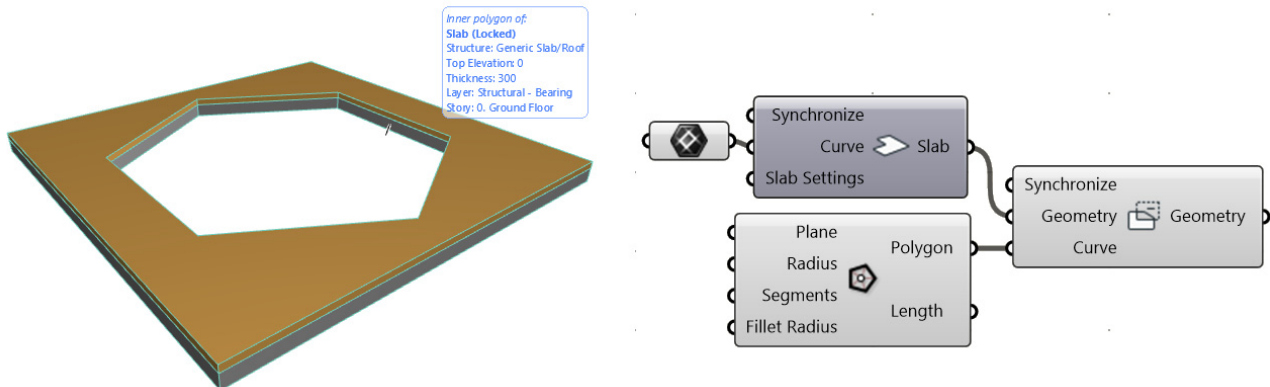 Inner polygon of:
Slab (Locked)
Structure: Generic Slab/Roof
Top Elevation: 0
Thickness: 300
Layer: Structural - Bearing
Story: 0. Ground Floor
Synchronize
Curve
Slab
Slab Settings
Plane
Radius
Segments
Fillet Radius
Polygon
Length
Synchronize
Geometry
Geometry
Curve